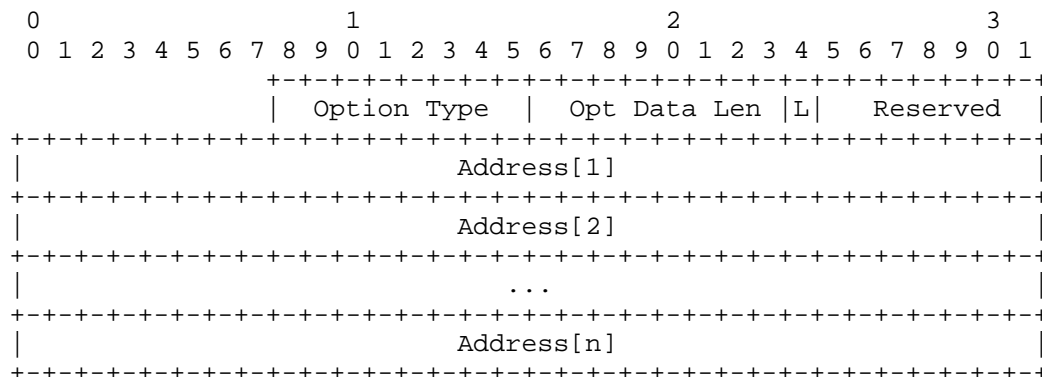 0                   1                   2                   3
 0 1 2 3 4 5 6 7 8 9 0 1 2 3 4 5 6 7 8 9 0 1 2 3 4 5 6 7 8 9 0 1
                +-+-+-+-+-+-+-+-+-+-+-+-+-+-+-+-+-+-+-+-+-+-+-+-+
                |  Option Type  |  Opt Data Len |L|   Reserved  |
+-+-+-+-+-+-+-+-+-+-+-+-+-+-+-+-+-+-+-+-+-+-+-+-+-+-+-+-+-+-+-+-+
|                           Address[1]                          |
+-+-+-+-+-+-+-+-+-+-+-+-+-+-+-+-+-+-+-+-+-+-+-+-+-+-+-+-+-+-+-+-+
|                           Address[2]                          |
+-+-+-+-+-+-+-+-+-+-+-+-+-+-+-+-+-+-+-+-+-+-+-+-+-+-+-+-+-+-+-+-+
|                              ...                              |
+-+-+-+-+-+-+-+-+-+-+-+-+-+-+-+-+-+-+-+-+-+-+-+-+-+-+-+-+-+-+-+-+
|                           Address[n]                          |
+-+-+-+-+-+-+-+-+-+-+-+-+-+-+-+-+-+-+-+-+-+-+-+-+-+-+-+-+-+-+-+-+